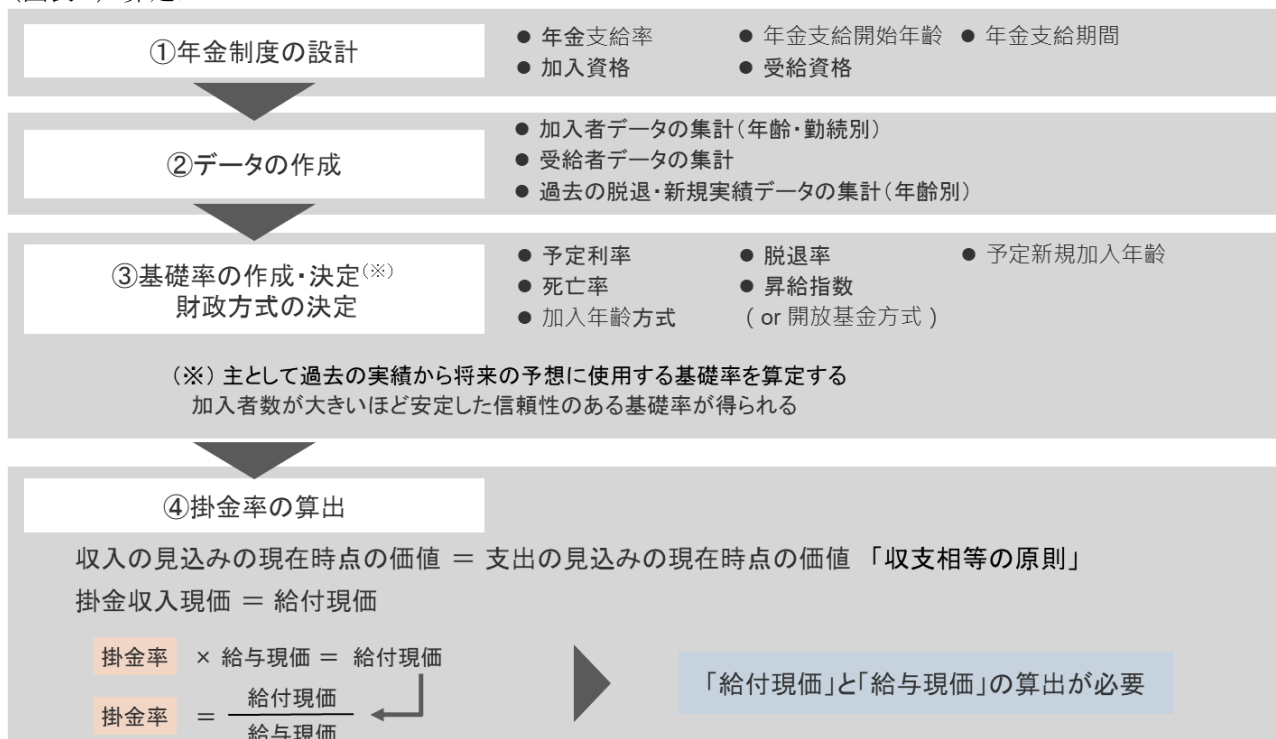 ①年金制度の設計
● 年金支給率 ● 年金支給開始年齢 ● 年金支給期間
● 加入資格 ● 受給資格
②データの作成
● 加入者データの集計(年齢・勤続別)
● 受給者データの集計
● 過去の脱退・新規実績データの集計(年齢別)
③基礎率の作成・決定(※)
財政方式の決定
● 予定利率 ● 脱退率 ● 予定新規加入年齢
● 死亡率 ● 昇給指数
● 加入年齢方式 ( or 開放基金方式 )
(※) 主として過去の実績から将来の予想に使用する基礎率を算定する
加入者数が大きいほど安定した信頼性のある基礎率が得られる
④掛金率の算出
収入の見込みの現在時点の価値 = 支出の見込みの現在時点の価値 「収支相等の原則」
掛金収入現価 = 給付現価
掛金率 × 給与現価 = 給付現価
掛金率 = 給付現価
給与現価
「給付現価」と「給与現価」の算出が必要